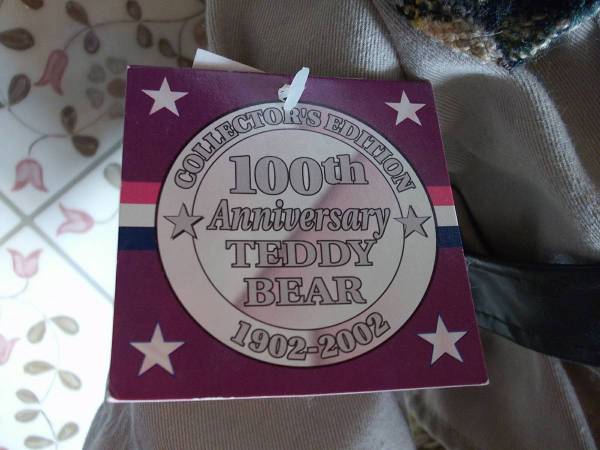 COLLECTOR'S EDITION
100th
Anniversary
TEDDY
BEAR
1902-2002